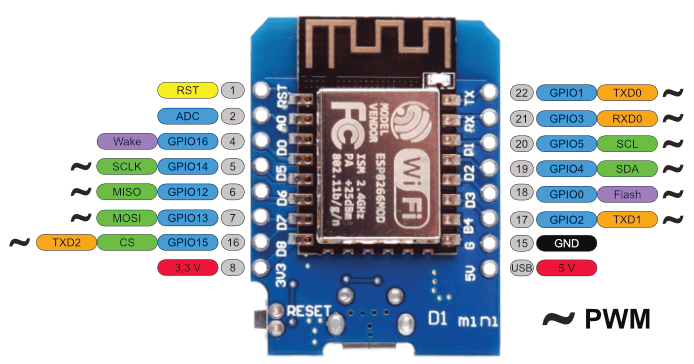 RST 1
ADC 2
Wake GPIO16 4
SCLK GPIO14 5
MISO GPIO12 6
MOSI GPIO13 7
TXD2 CS GPIO15 16
3,3 V 8
RST
A0
D0
D5
D6
D7
D8
3V3
MODEL
VENDOR
ESP8266MOD
ISM 2.4GHz
PA +25dBm
802.11b/g/n
FC
WiFi
TX
RX
D1
D2
D3
D4
G
5V
RESET
D1 mini
22 GPIO1 TXD0
21 GPIO3 RXD0
20 GPIO5 SCL
19 GPIO4 SDA
18 GPIO0 Flash
17 GPIO2 TXD1
15 GND
USB 5 V
~ PWM